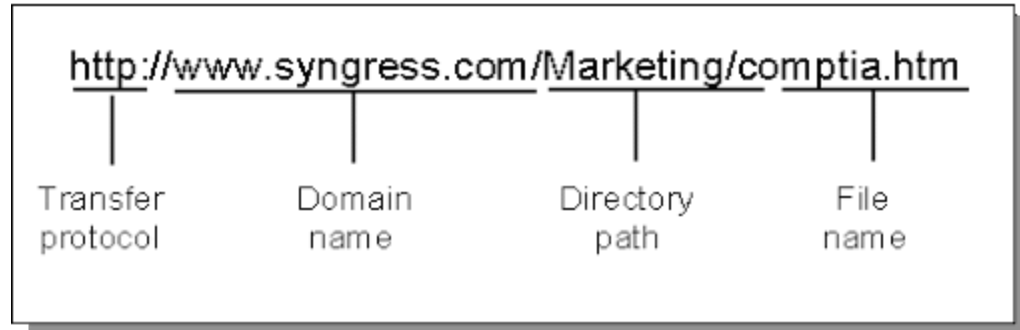 http://www.syngress.com/Marketing/comptia.htm
Transfer protocol
Domain name
Directory path
File name